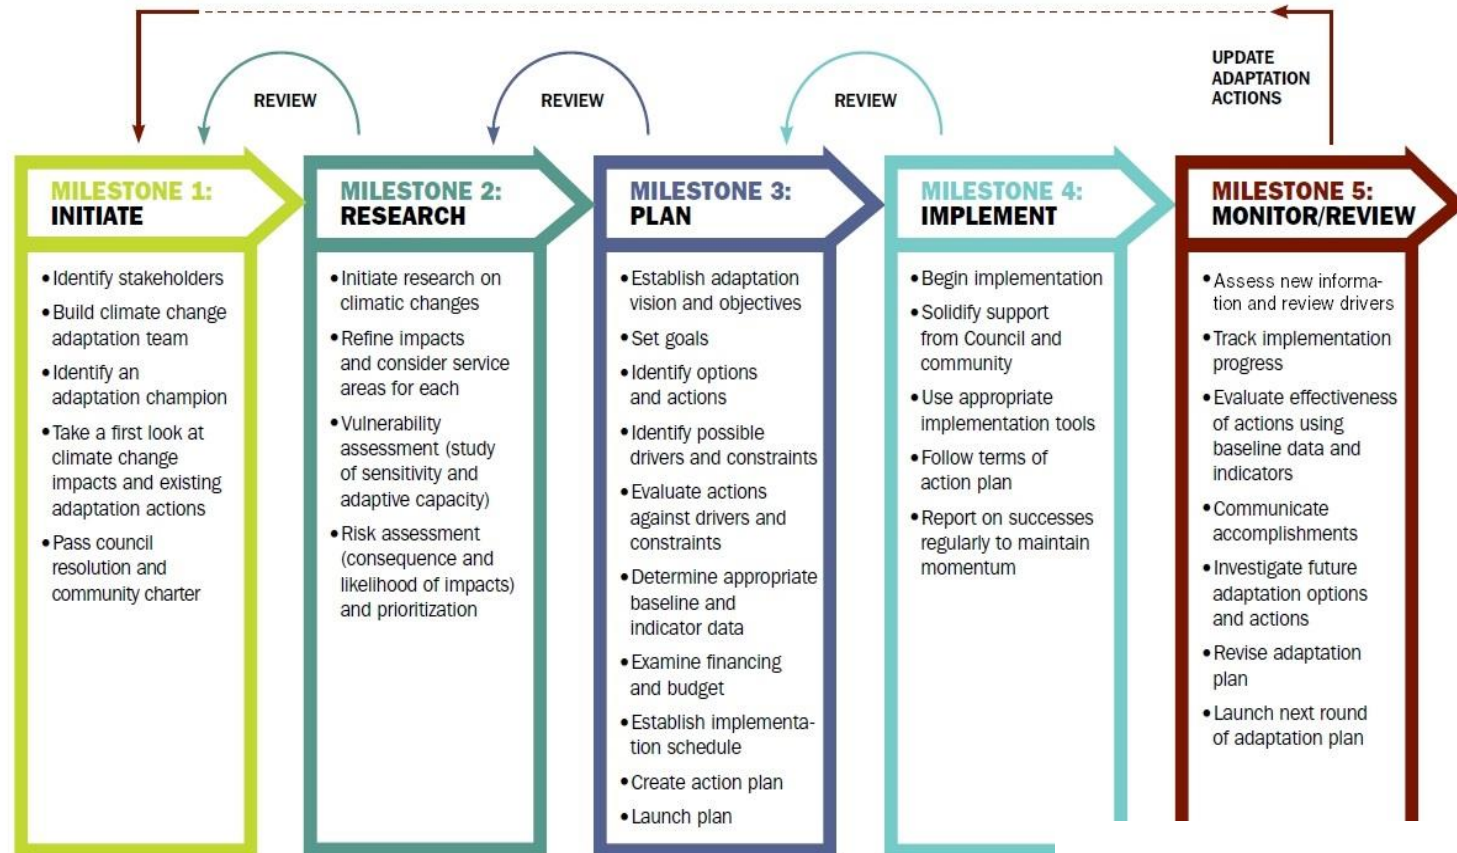 UPDATE
ADAPTATION
ACTIONS
REVIEW
REVIEW
REVIEW
MILESTONE 1:
INITIATE
• Identify stakeholders
• Build climate change
adaptation team
• Identify an
adaptation champion
• Take a first look at
climate change
impacts and existing
adaptation actions
• Pass council
resolution and
community charter
MILESTONE 2:
RESEARCH
• Initiate research on
climatic changes
• Refine impacts
and consider service
areas for each
• Vulnerability
assessment (study
of sensitivity and
adaptive capacity)
• Risk assessment
(consequence and
likelihood of impacts)
and prioritization
MILESTONE 3:
PLAN
• Establish adaptation
vision and objectives
• Set goals
• Identify options
and actions
• Identify possible
drivers and constraints
• Evaluate actions
against drivers and
constraints
• Determine appropriate
baseline and
indicator data
• Examine financing
and budget
• Establish implementa-
tion schedule
• Create action plan
• Launch plan
MILESTONE 4:
IMPLEMENT
• Begin implementation
• Solidify support
from Council and
community
• Use appropriate
implementation tools
• Follow terms of
action plan
• Report on successes
regularly to maintain
momentum
MILESTONE 5:
MONITOR/REVIEW
• Assess new informa-
tion and review drivers
• Track implementation
progress
• Evaluate effectiveness
of actions using
baseline data and
indicators
• Communicate
accomplishments
• Investigate future
adaptation options
and actions
• Revise adaptation
plan
• Launch next round
of adaptation plan